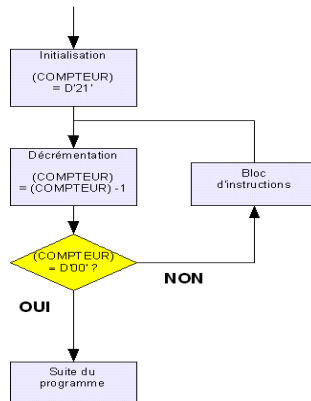 Initialisation
(COMPTEUR)
= D'21'
Décrémentation
(COMPTEUR)
= (COMPTEUR) -1
Bloc
d'instructions
(COMPTEUR)
= D'00' ?
NON
OUI
Suite du
programme